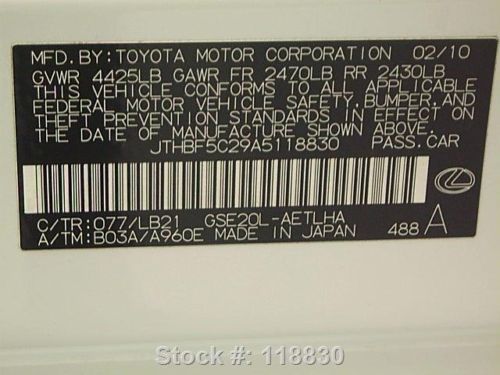 MFD. BY: TOYOTA MOTOR CORPORATION 02/10
GVWR 4425LB GAWR FR 2470LB RR 2430LB
THIS VEHICLE CONFORMS TO ALL APPLICABLE
FEDERAL MOTOR VEHICLE SAFETY, BUMPER, AND
THEFT PREVENTION STANDARDS IN EFFECT ON
THE DATE OF MANUFACTURE SHOWN ABOVE.
JTHBF5C29A5118830 PASS.CAR
C/TR: 077/LB21 GSE20L-AETLHA
A/TM: B03A/A960E MADE IN JAPAN 488 A
Stock #: 118830